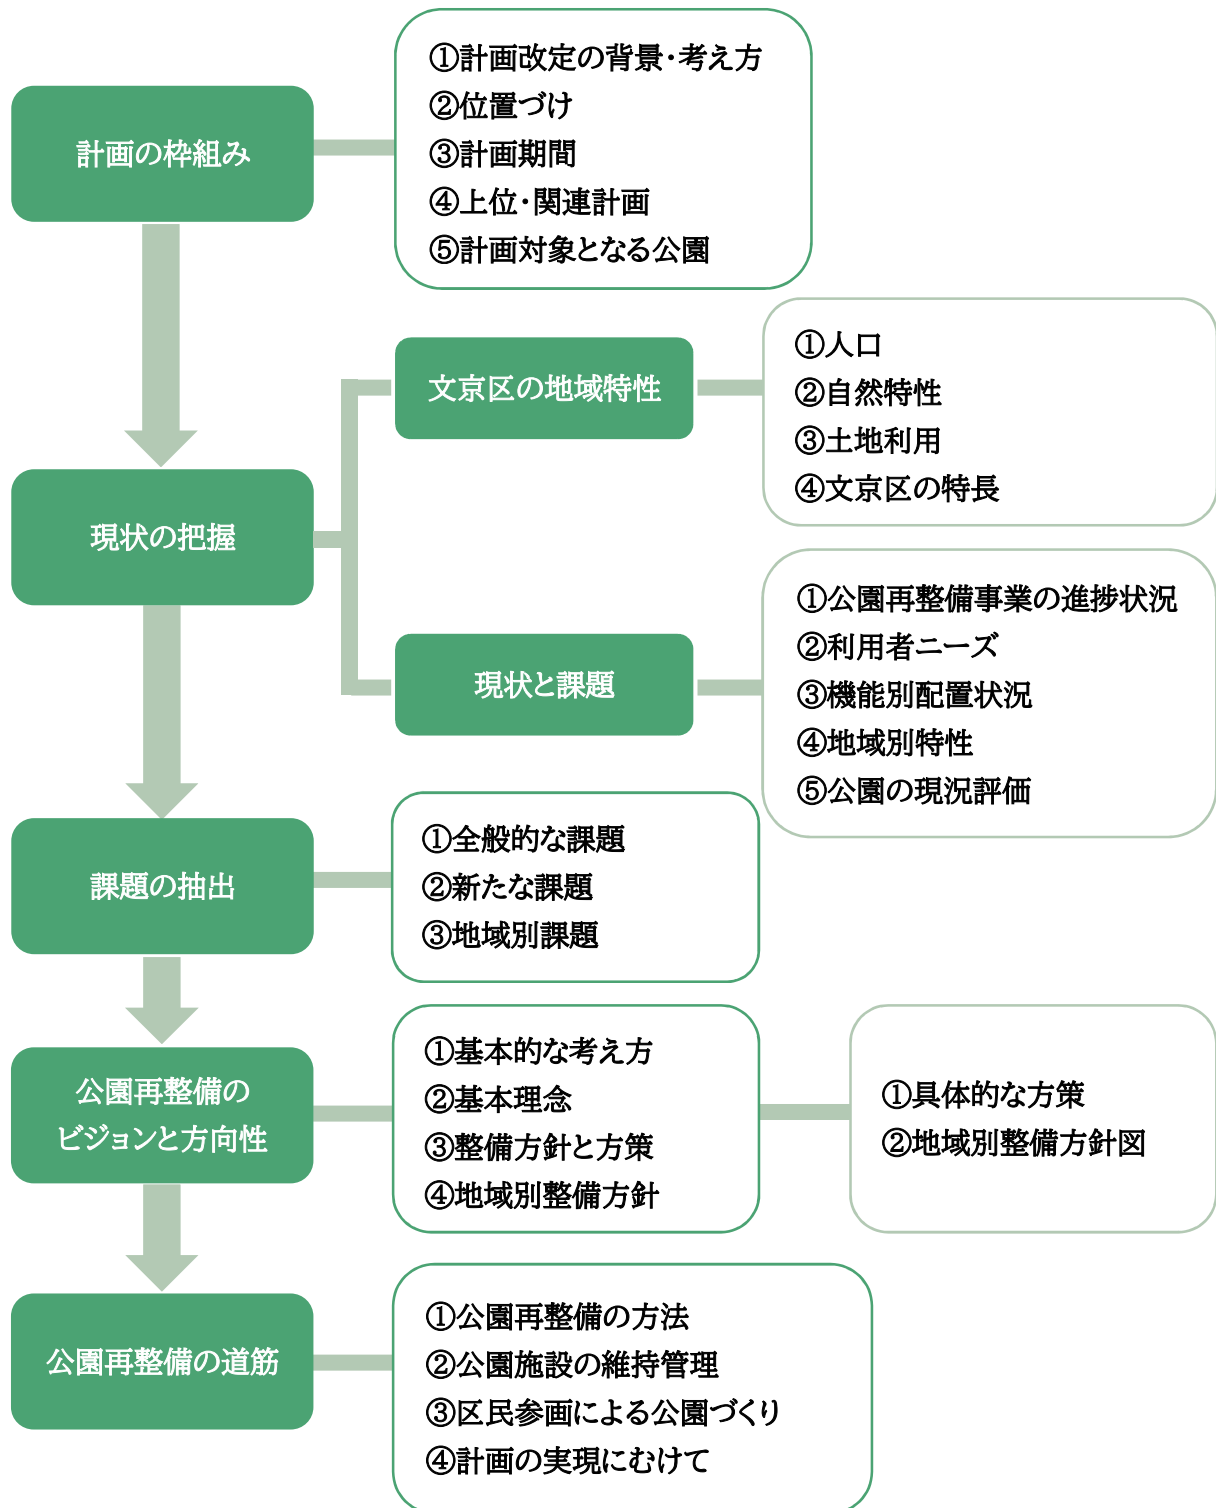 計画の枠組み
①計画改定の背景・考え方
②位置づけ
③計画期間
④上位・関連計画
⑤計画対象となる公園
現状の把握
文京区の地域特性
①人口
②自然特性
③土地利用
④文京区の特長
現状と課題
①公園再整備事業の進捗状況
②利用者ニーズ
③機能別配置状況
④地域別特性
⑤公園の現況評価
課題の抽出
①全般的な課題
②新たな課題
③地域別課題
公園再整備の
ビジョンと方向性
①基本的な考え方
②基本理念
③整備方針と方策
④地域別整備方針
①具体的な方策
②地域別整備方針図
公園再整備の道筋
①公園再整備の方法
②公園施設の維持管理
③区民参画による公園づくり
④計画の実現にむけて